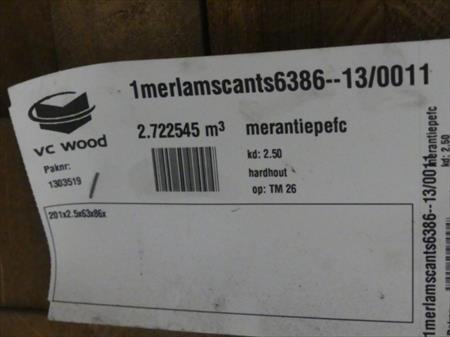 1merlamscants6386--13/0011
vc wood
2.722545 m³
merantiepefc
Paknr:
1303519
kd: 2.50
hardhout
op: TM 26
201x2.5x63x86x
1merlamscants6386--13/0011
merantiepefc
kd: 2.50